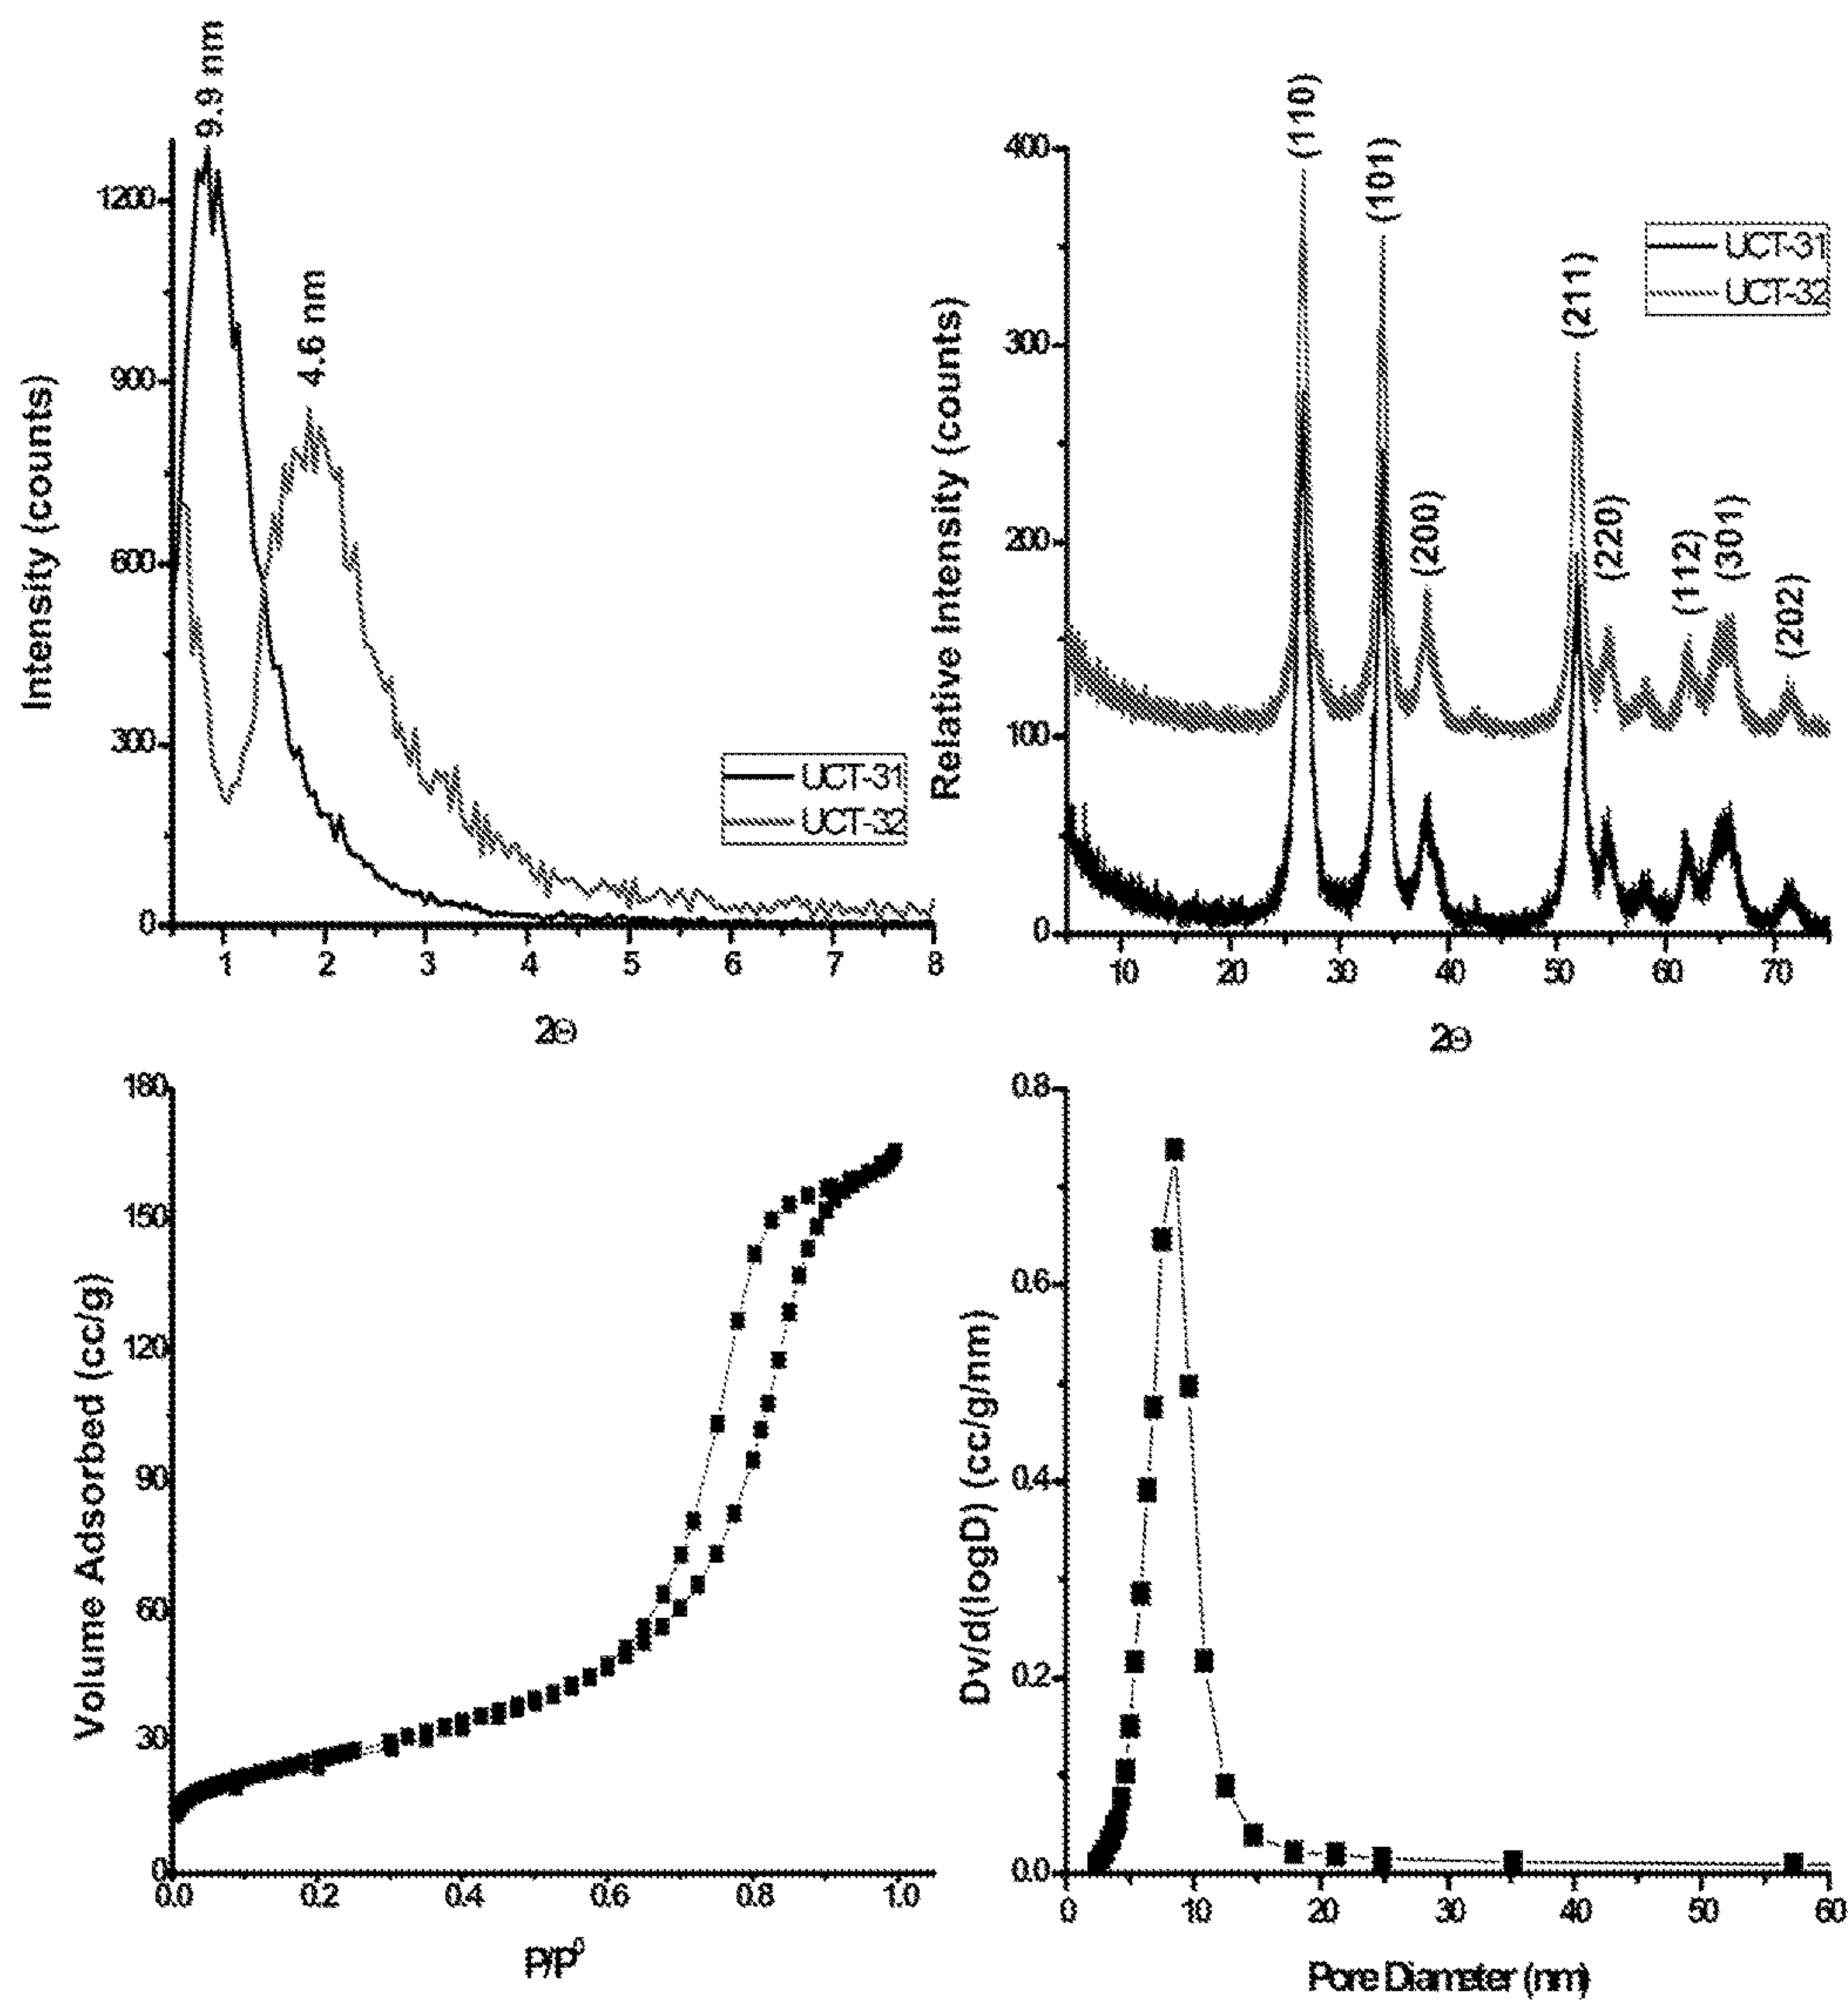 9.9 nm
4.6 nm
Intensity (counts)
1200
900
600
300
0
1 2 3 4 5 6 7 8
2Θ
UCT-31
UCT-32
(110)
(101)
(200)
(211)
(220)
(112)
(301)
(202)
Relative Intensity (counts)
400
300
200
100
0
10 20 30 40 50 60 70
2Θ
UCT-31
UCT-32
Volume Adsorbed (cc/g)
180
150
120
90
60
30
0
0.0 0.2 0.4 0.6 0.8 1.0
p/p⁰
Dv/d(logD) (cc/g/nm)
0.8
0.6
0.4
0.2
0.0
0 10 20 30 40 50 60
Pore Diameter (nm)